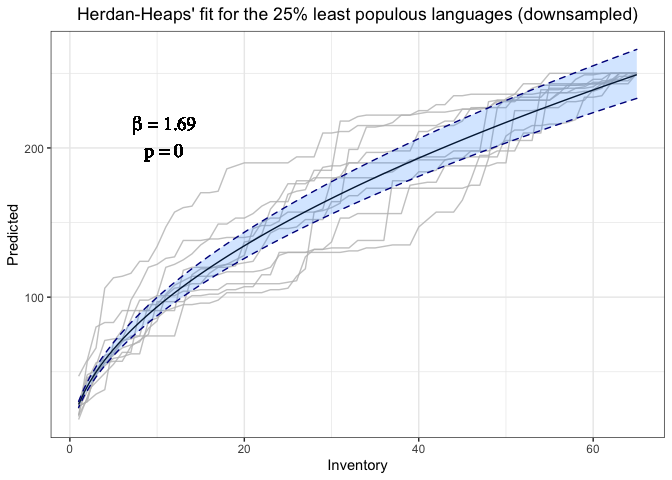 Herdan-Heaps' fit for the 25% least populous languages (downsampled)
β = 1.69
p = 0
200
100
Predicted
0 20 40 60
Inventory